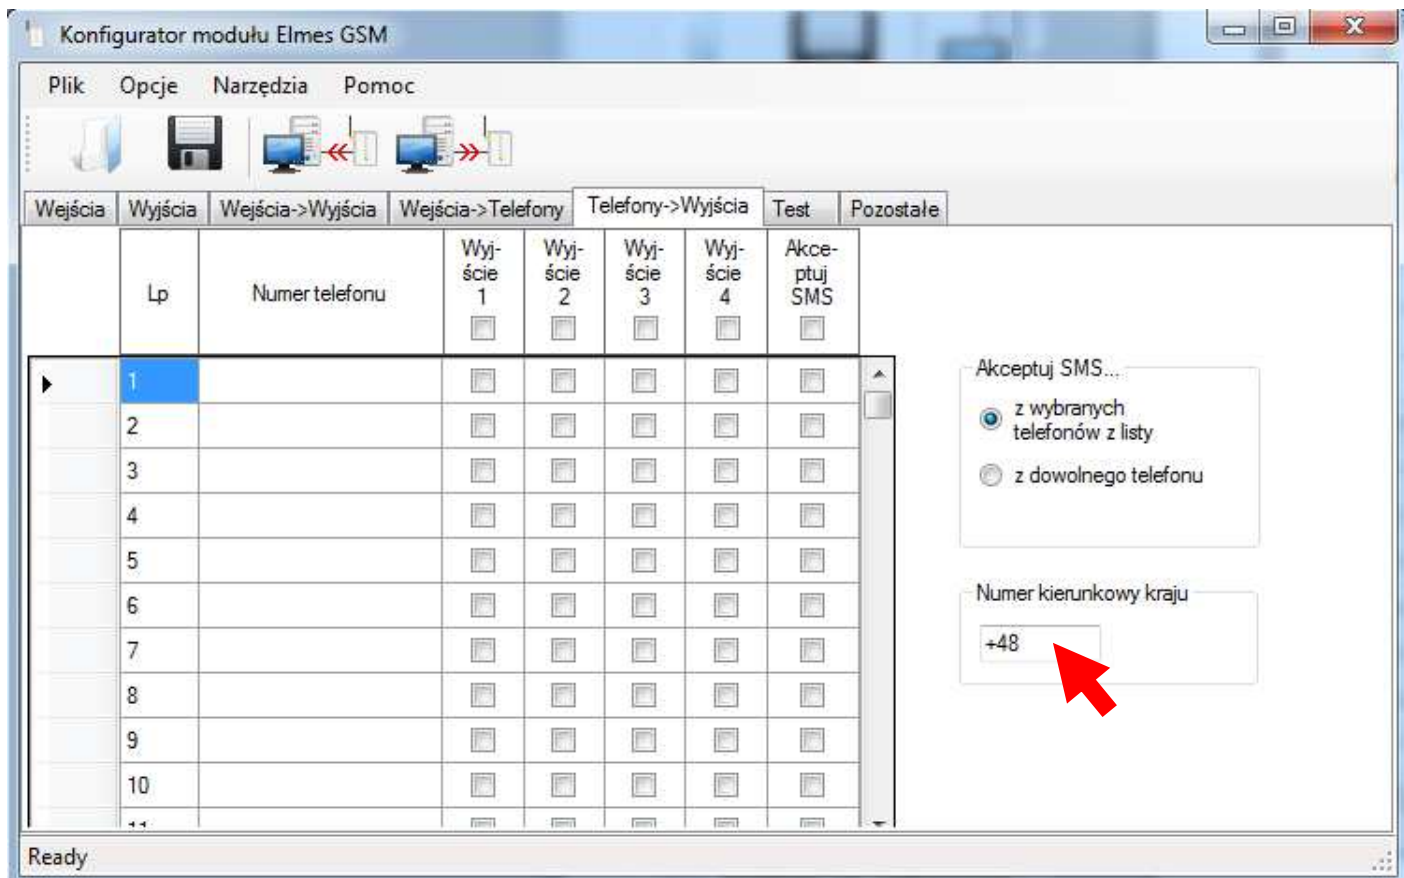 Konfigurator modułu Elmes GSM
Plik Opcje Narzędzia Pomoc
Wejścia Wyjścia Wejścia->Wyjścia Wejścia->Telefony Telefony->Wyjścia Test Pozostałe
Lp
Numer telefonu
Wyj-
ście
1
Wyj-
ście
2
Wyj-
ście
3
Wyj-
ście
4
Akce-
ptuj
SMS
1
2
3
4
5
6
7
8
9
10
11
Akceptuj SMS...
z wybranych
telefonów z listy
z dowolnego telefonu
Numer kierunkowy kraju
+48
Ready